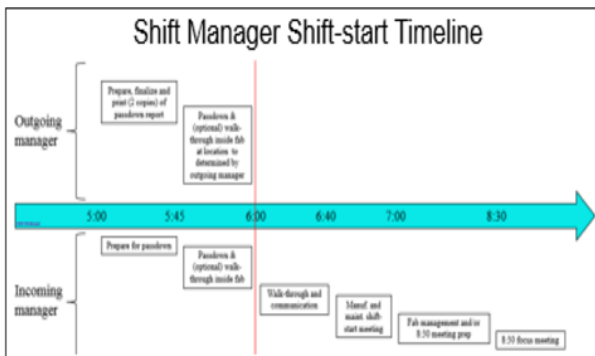 Shift Manager Shift-start Timeline
Outgoing
manager
Prepare, finalize and
print (2 copies) of
passdown report
Passdown &
(optional) walk-
through inside fab
at location to
determined by
outgoing manager
5:00
5:45
6:00
6:40
7:00
8:30
Incoming
manager
Prepare for passdown
Passdown &
(optional) walk-
through inside fab
Walk-through and
communication
Manuf. and
maint. shift-
start meeting
Fab management and/or
8:30 meeting prep
8:30 focus meeting